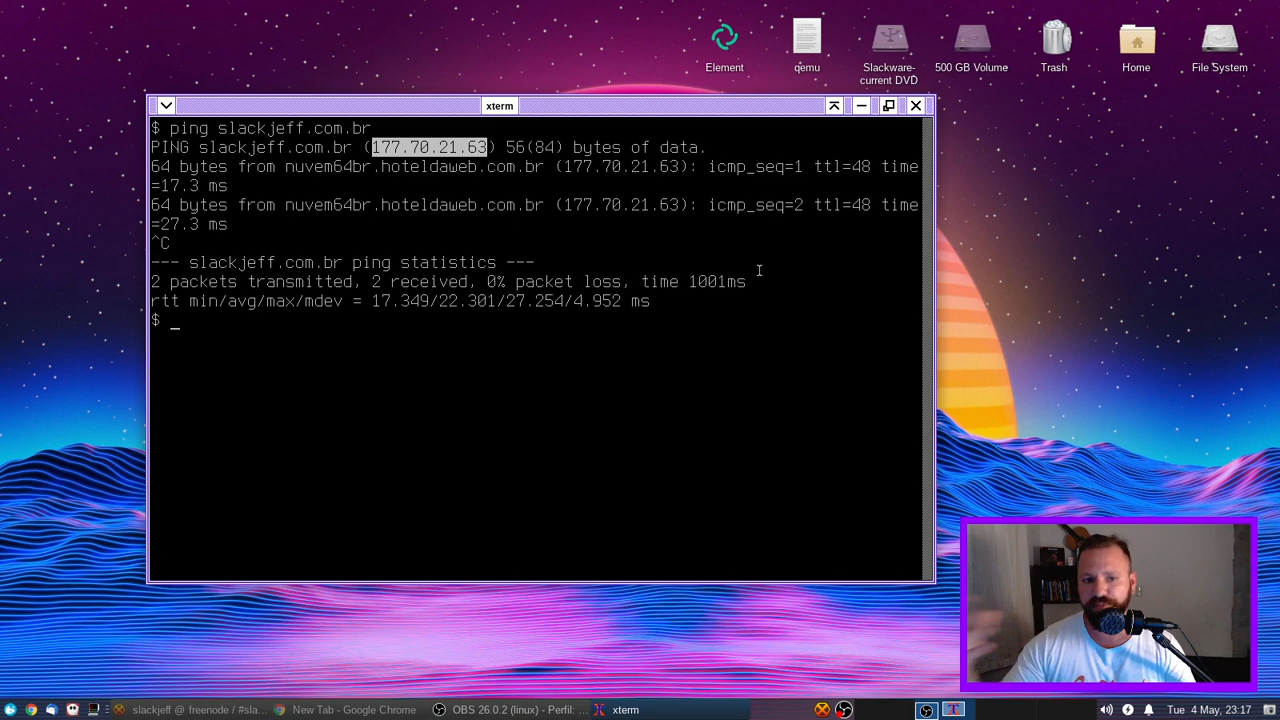 Element
qemu
Slackware-
current DVD
500 GB Volume
Trash
Home
File System
xterm
$ ping slackjeff.com.br
PING slackjeff.com.br (177.70.21.63) 56(84) bytes of data.
64 bytes from nuvem64br.hoteldaweb.com.br (177.70.21.63): icmp_seq=1 ttl=48 time
=17.3 ms
64 bytes from nuvem64br.hoteldaweb.com.br (177.70.21.63): icmp_seq=2 ttl=48 time
=27.3 ms
^C
--- slackjeff.com.br ping statistics ---
2 packets transmitted, 2 received, 0% packet loss, time 1001ms
rtt min/avg/max/mdev = 17.349/22.301/27.254/4.952 ms
$ _
slackjeff @ freenode / #sla...
New Tab - Google Chrome
OBS 26.0.2 (linux) - Perfil: ...
xterm
Tue 4 May, 23:17